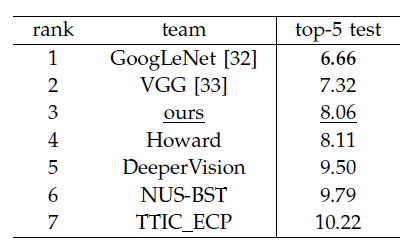 rank team top-5 test
1 GoogLeNet [32] 6.66
2 VGG [33] 7.32
3 ours 8.06
4 Howard 8.11
5 DeeperVision 9.50
6 NUS-BST 9.79
7 TTIC_ECP 10.22